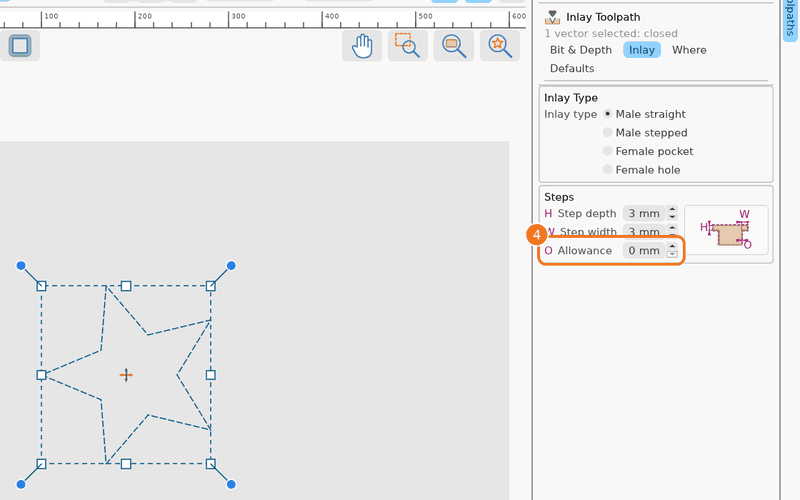 100 200 300 400 500 600
olpaths
Inlay Toolpath
1 vector selected: closed
Bit & Depth Inlay Where
Defaults
Inlay Type
Inlay type Male straight
Male stepped
Female pocket
Female hole
Steps
H Step depth 3 mm
W Step width 3 mm
4
O Allowance 0 mm
W
H
O